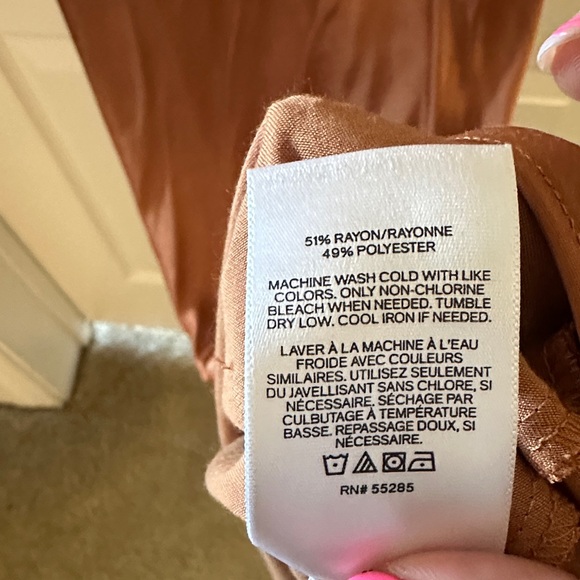 51% RAYON/RAYONNE
49% POLYESTER
MACHINE WASH COLD WITH LIKE
COLORS. ONLY NON-CHLORINE
BLEACH WHEN NEEDED. TUMBLE
DRY LOW. COOL IRON IF NEEDED.
LAVER À LA MACHINE À L'EAU
FROIDE AVEC COULEURS
SIMILAIRES. UTILISEZ SEULEMENT
DU JAVELLISANT SANS CHLORE, SI
NÉCESSAIRE. SÉCHAGE PAR
CULBUTAGE À TEMPÉRATURE
BASSE. REPASSAGE DOUX, SI
NÉCESSAIRE.
RN# 55285